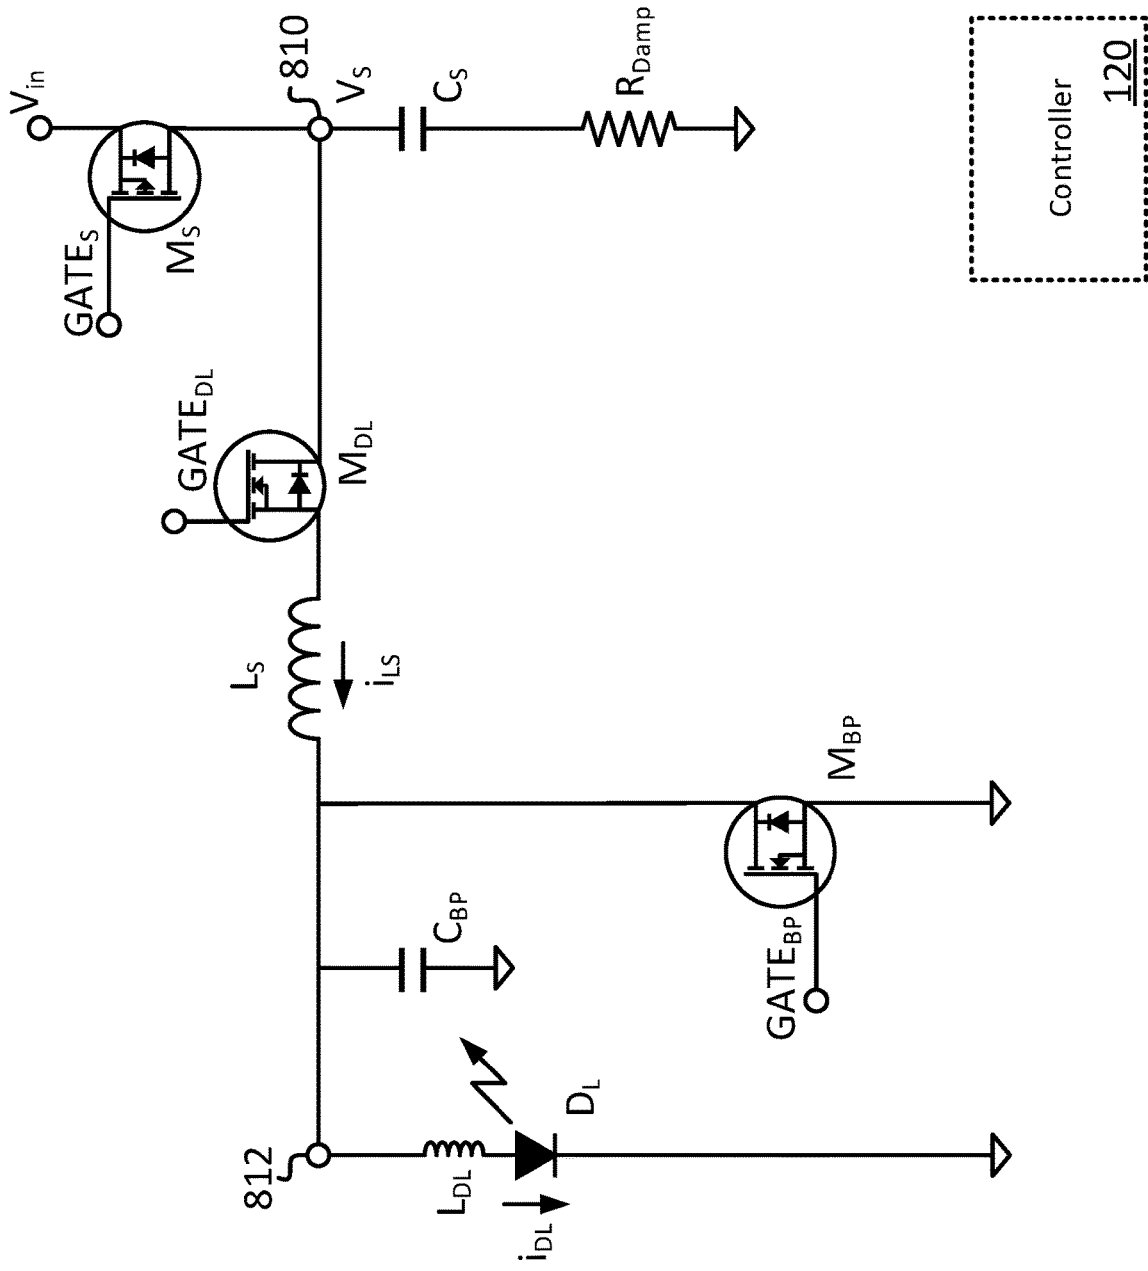 V_in
GATE_S
M_S
810
V_S
C_S
R_Damp
GATE_DL
M_DL
L_S
i_LS
C_BP
GATE_BP
M_BP
812
L_DL
D_L
i_DL
Controller
120